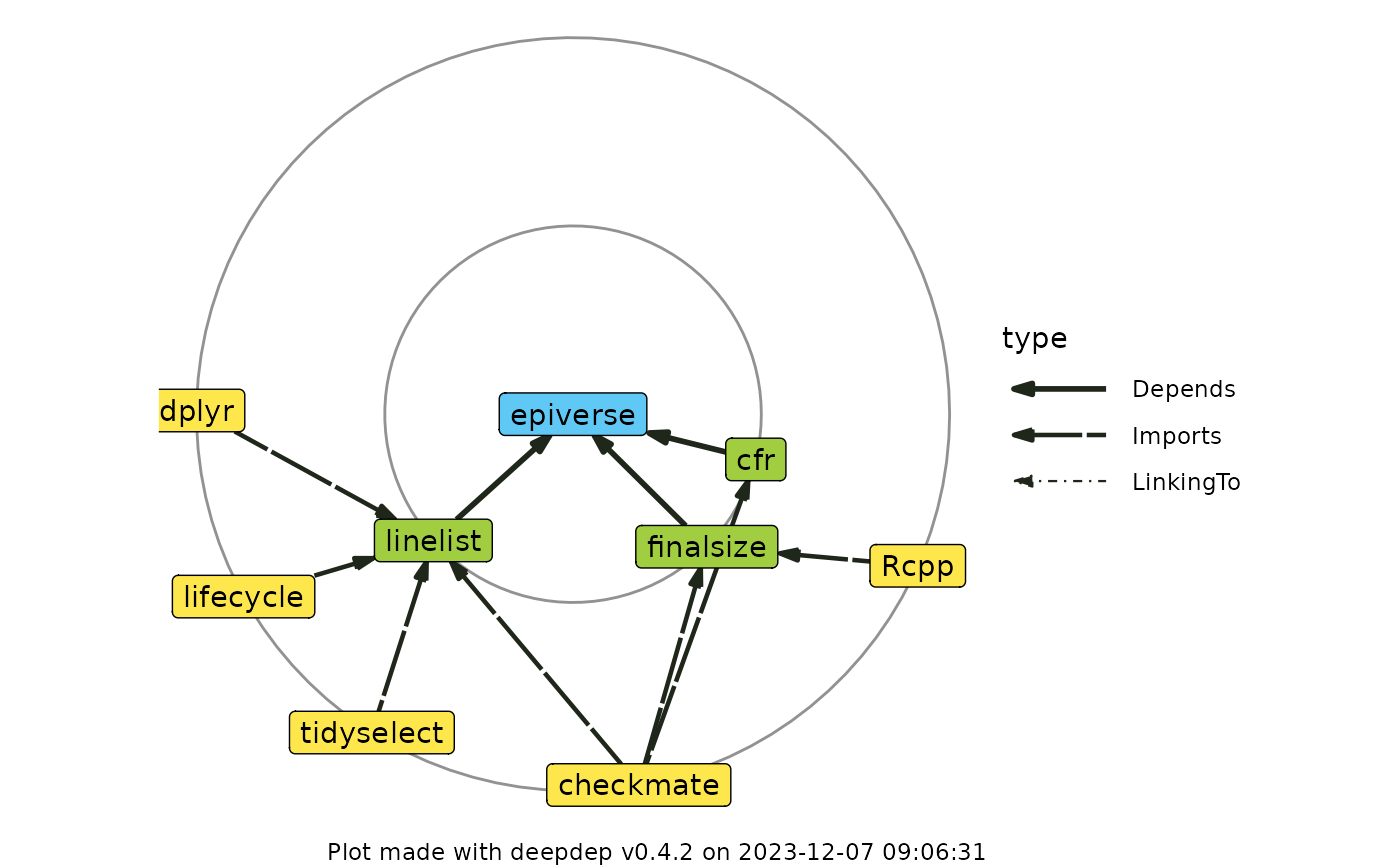 type
Depends
Imports
LinkingTo
dplyr
epiverse
cfr
linelist
finalsize
Rcpp
lifecycle
tidyselect
checkmate
Plot made with deepdep v0.4.2 on 2023-12-07 09:06:31